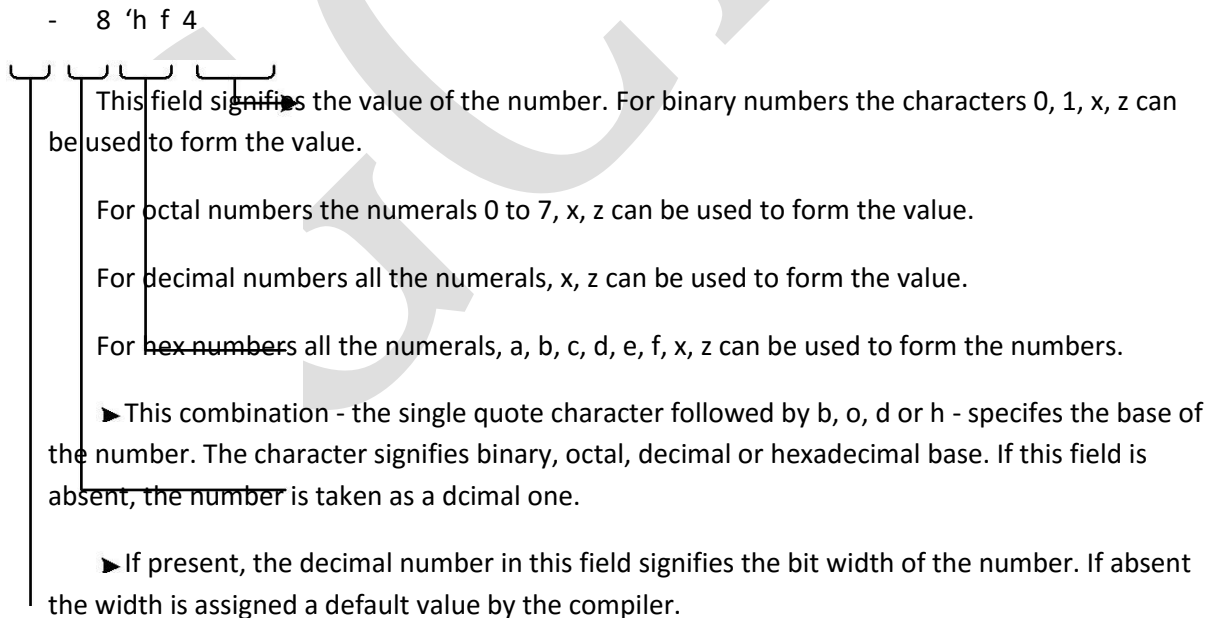 - 8 ‘h f 4
This field signifies the value of the number. For binary numbers the characters 0, 1, x, z can
be used to form the value.
For octal numbers the numerals 0 to 7, x, z can be used to form the value.
For decimal numbers all the numerals, x, z can be used to form the value.
For hex numbers all the numerals, a, b, c, d, e, f, x, z can be used to form the numbers.
This combination - the single quote character followed by b, o, d or h - specifes the base of
the number. The character signifies binary, octal, decimal or hexadecimal base. If this field is
absent, the number is taken as a dcimal one.
If present, the decimal number in this field signifies the bit width of the number. If absent
the width is assigned a default value by the compiler.